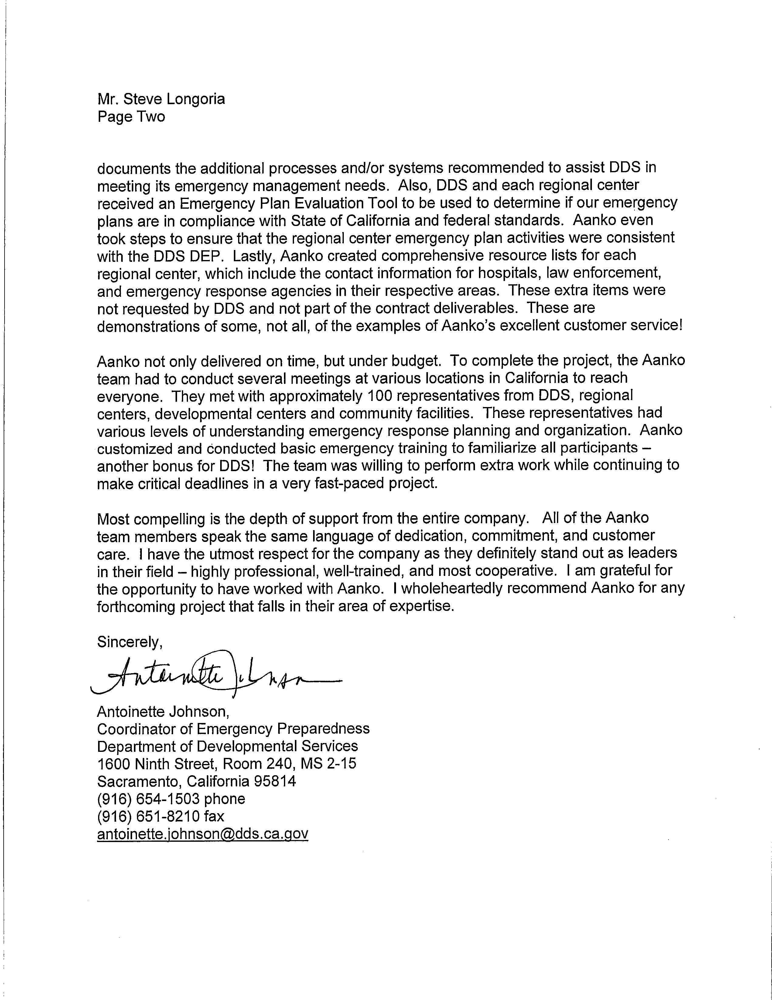 Mr. Steve Longoria
Page Two
documents the additional processes and/or systems recommended to assist DDS in
meeting its emergency management needs.  Also, DDS and each regional center
received an Emergency Plan Evaluation Tool to be used to determine if our emergency
plans are in compliance with State of California and federal standards.  Aanko even
took steps to ensure that the regional center emergency plan activities were consistent
with the DDS DEP.  Lastly, Aanko created comprehensive resource lists for each
regional center, which include the contact information for hospitals, law enforcement,
and emergency response agencies in their respective areas.  These extra items were
not requested by DDS and not part of the contract deliverables.  These are
demonstrations of some, not all, of the examples of Aanko's excellent customer service!
Aanko not only delivered on time, but under budget.  To complete the project, the Aanko
team had to conduct several meetings at various locations in California to reach
everyone.  They met with approximately 100 representatives from DDS, regional
centers, developmental centers and community facilities.  These representatives had
various levels of understanding emergency response planning and organization.  Aanko
customized and conducted basic emergency training to familiarize all participants –
another bonus for DDS!  The team was willing to perform extra work while continuing to
make critical deadlines in a very fast-paced project.
Most compelling is the depth of support from the entire company.   All of the Aanko
team members speak the same language of dedication, commitment, and customer
care.  I have the utmost respect for the company as they definitely stand out as leaders
in their field – highly professional, well-trained, and most cooperative.  I am grateful for
the opportunity to have worked with Aanko.  I wholeheartedly recommend Aanko for any
forthcoming project that falls in their area of expertise.
Sincerely,
Antoinette Johnson
Antoinette Johnson,
Coordinator of Emergency Preparedness
Department of Developmental Services
1600 Ninth Street, Room 240, MS 2-15
Sacramento, California 95814
(916) 654-1503 phone
(916) 651-8210 fax
antoinette.johnson@dds.ca.gov